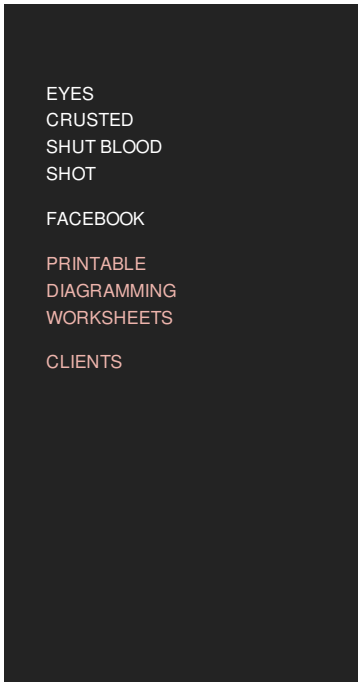 EYES
CRUSTED
SHUT BLOOD
SHOT
FACEBOOK
PRINTABLE
DIAGRAMMING
WORKSHEETS
CLIENTS